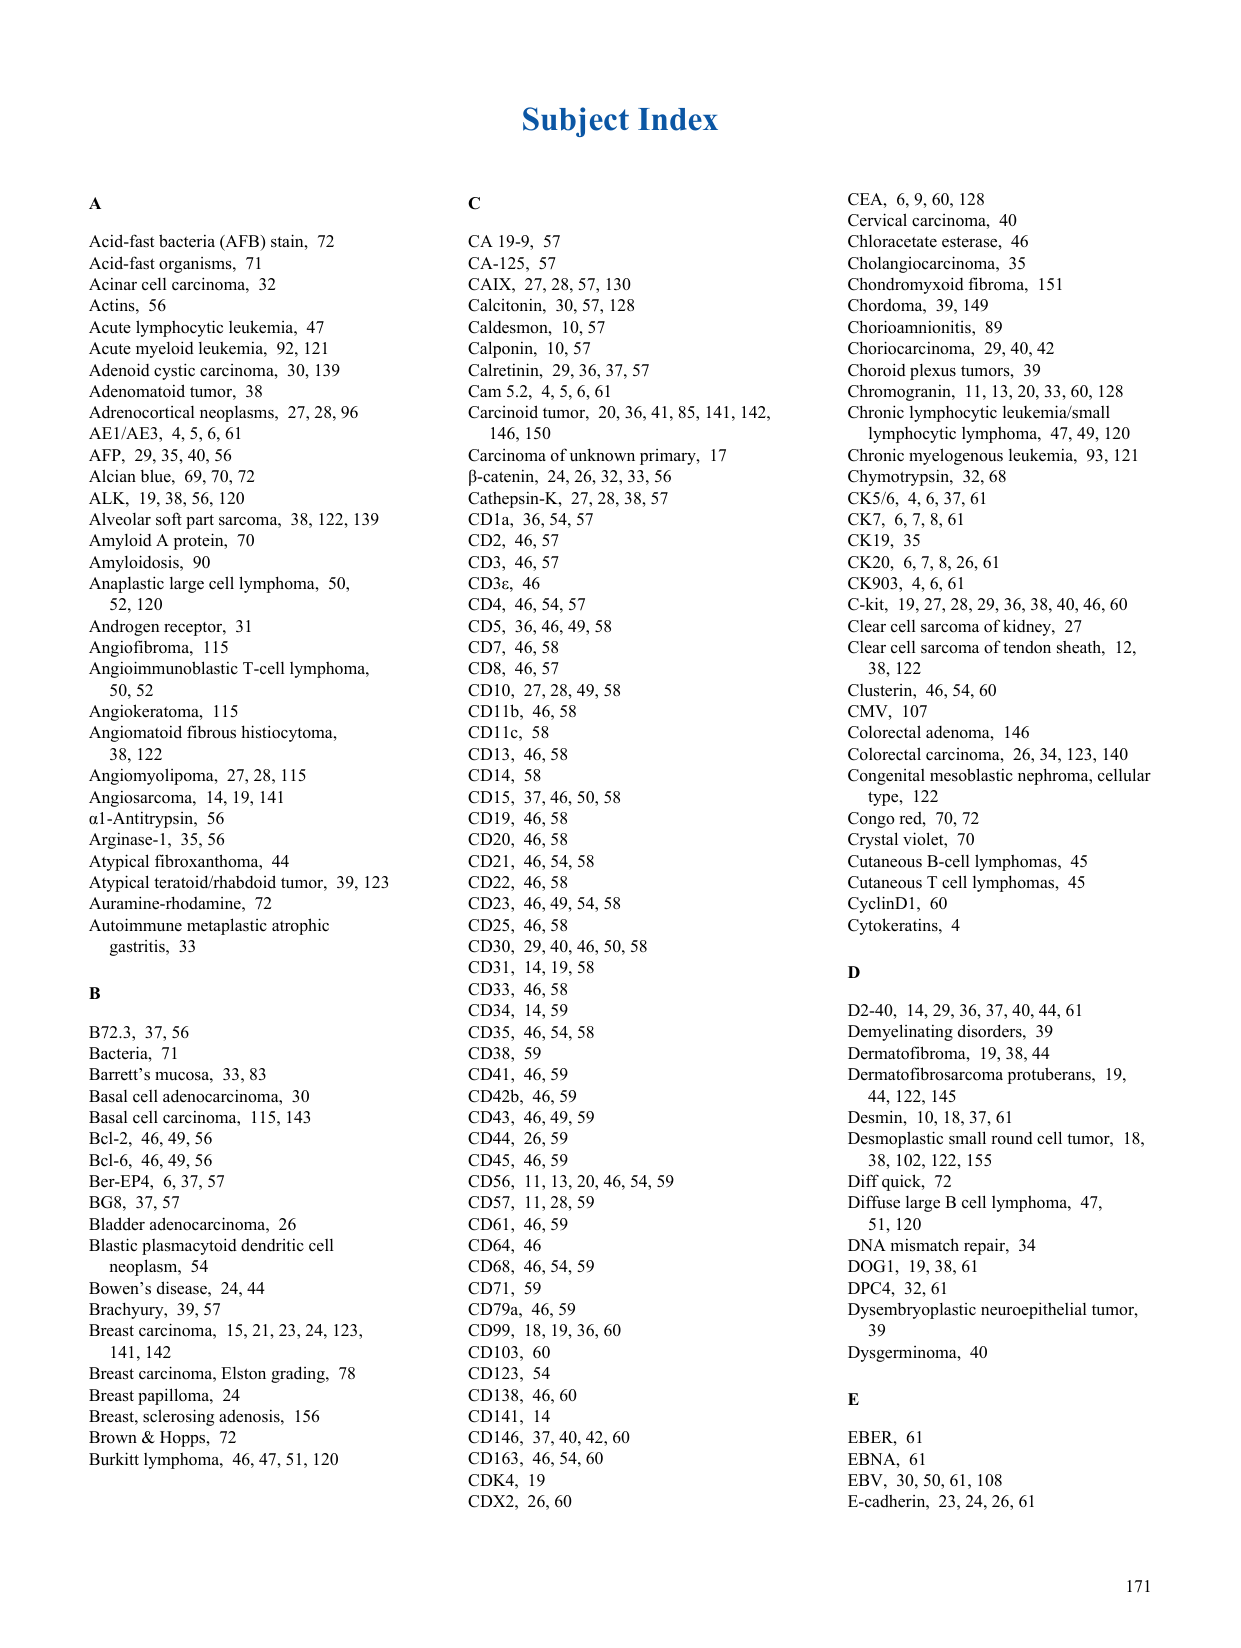 Subject Index
A
Acid-fast bacteria (AFB) stain, 72
Acid-fast organisms, 71
Acinar cell carcinoma, 32
Actins, 56
Acute lymphocytic leukemia, 47
Acute myeloid leukemia, 92, 121
Adenoid cystic carcinoma, 30, 139
Adenomatoid tumor, 38
Adrenocortical neoplasms, 27, 28, 96
AE1/AE3, 4, 5, 6, 61
AFP, 29, 35, 40, 56
Alcian blue, 69, 70, 72
ALK, 19, 38, 56, 120
Alveolar soft part sarcoma, 38, 122, 139
Amyloid A protein, 70
Amyloidosis, 90
Anaplastic large cell lymphoma, 50,
52, 120
Androgen receptor, 31
Angiofibroma, 115
Angioimmunoblastic T-cell lymphoma,
50, 52
Angiokeratoma, 115
Angiomatoid fibrous histiocytoma,
38, 122
Angiomyolipoma, 27, 28, 115
Angiosarcoma, 14, 19, 141
α1-Antitrypsin, 56
Arginase-1, 35, 56
Atypical fibroxanthoma, 44
Atypical teratoid/rhabdoid tumor, 39, 123
Auramine-rhodamine, 72
Autoimmune metaplastic atrophic
gastritis, 33
B
B72.3, 37, 56
Bacteria, 71
Barrett’s mucosa, 33, 83
Basal cell adenocarcinoma, 30
Basal cell carcinoma, 115, 143
Bcl-2, 46, 49, 56
Bcl-6, 46, 49, 56
Ber-EP4, 6, 37, 57
BG8, 37, 57
Bladder adenocarcinoma, 26
Blastic plasmacytoid dendritic cell
neoplasm, 54
Bowen’s disease, 24, 44
Brachyury, 39, 57
Breast carcinoma, 15, 21, 23, 24, 123,
141, 142
Breast carcinoma, Elston grading, 78
Breast papilloma, 24
Breast, sclerosing adenosis, 156
Brown & Hopps, 72
Burkitt lymphoma, 46, 47, 51, 120
C
CA 19-9, 57
CA-125, 57
CAIX, 27, 28, 57, 130
Calcitonin, 30, 57, 128
Caldesmon, 10, 57
Calponin, 10, 57
Calretinin, 29, 36, 37, 57
Cam 5.2, 4, 5, 6, 61
Carcinoid tumor, 20, 36, 41, 85, 141, 142,
146, 150
Carcinoma of unknown primary, 17
β-catenin, 24, 26, 32, 33, 56
Cathepsin-K, 27, 28, 38, 57
CD1a, 36, 54, 57
CD2, 46, 57
CD3, 46, 57
CD3ε, 46
CD4, 46, 54, 57
CD5, 36, 46, 49, 58
CD7, 46, 58
CD8, 46, 57
CD10, 27, 28, 49, 58
CD11b, 46, 58
CD11c, 58
CD13, 46, 58
CD14, 58
CD15, 37, 46, 50, 58
CD19, 46, 58
CD20, 46, 58
CD21, 46, 54, 58
CD22, 46, 58
CD23, 46, 49, 54, 58
CD25, 46, 58
CD30, 29, 40, 46, 50, 58
CD31, 14, 19, 58
CD33, 46, 58
CD34, 14, 59
CD35, 46, 54, 58
CD38, 59
CD41, 46, 59
CD42b, 46, 59
CD43, 46, 49, 59
CD44, 26, 59
CD45, 46, 59
CD56, 11, 13, 20, 46, 54, 59
CD57, 11, 28, 59
CD61, 46, 59
CD64, 46
CD68, 46, 54, 59
CD71, 59
CD79a, 46, 59
CD99, 18, 19, 36, 60
CD103, 60
CD123, 54
CD138, 46, 60
CD141, 14
CD146, 37, 40, 42, 60
CD163, 46, 54, 60
CDK4, 19
CDX2, 26, 60
CEA, 6, 9, 60, 128
Cervical carcinoma, 40
Chloracetate esterase, 46
Cholangiocarcinoma, 35
Chondromyxoid fibroma, 151
Chordoma, 39, 149
Chorioamnionitis, 89
Choriocarcinoma, 29, 40, 42
Choroid plexus tumors, 39
Chromogranin, 11, 13, 20, 33, 60, 128
Chronic lymphocytic leukemia/small
lymphocytic lymphoma, 47, 49, 120
Chronic myelogenous leukemia, 93, 121
Chymotrypsin, 32, 68
CK5/6, 4, 6, 37, 61
CK7, 6, 7, 8, 61
CK19, 35
CK20, 6, 7, 8, 26, 61
CK903, 4, 6, 61
C-kit, 19, 27, 28, 29, 36, 38, 40, 46, 60
Clear cell sarcoma of kidney, 27
Clear cell sarcoma of tendon sheath, 12,
38, 122
Clusterin, 46, 54, 60
CMV, 107
Colorectal adenoma, 146
Colorectal carcinoma, 26, 34, 123, 140
Congenital mesoblastic nephroma, cellular
type, 122
Congo red, 70, 72
Crystal violet, 70
Cutaneous B-cell lymphomas, 45
Cutaneous T cell lymphomas, 45
CyclinD1, 60
Cytokeratins, 4
D
D2-40, 14, 29, 36, 37, 40, 44, 61
Demyelinating disorders, 39
Dermatofibroma, 19, 38, 44
Dermatofibrosarcoma protuberans, 19,
44, 122, 145
Desmin, 10, 18, 37, 61
Desmoplastic small round cell tumor, 18,
38, 102, 122, 155
Diff quick, 72
Diffuse large B cell lymphoma, 47,
51, 120
DNA mismatch repair, 34
DOG1, 19, 38, 61
DPC4, 32, 61
Dysembryoplastic neuroepithelial tumor,
39
Dysgerminoma, 40
E
EBER, 61
EBNA, 61
EBV, 30, 50, 61, 108
E-cadherin, 23, 24, 26, 61
171